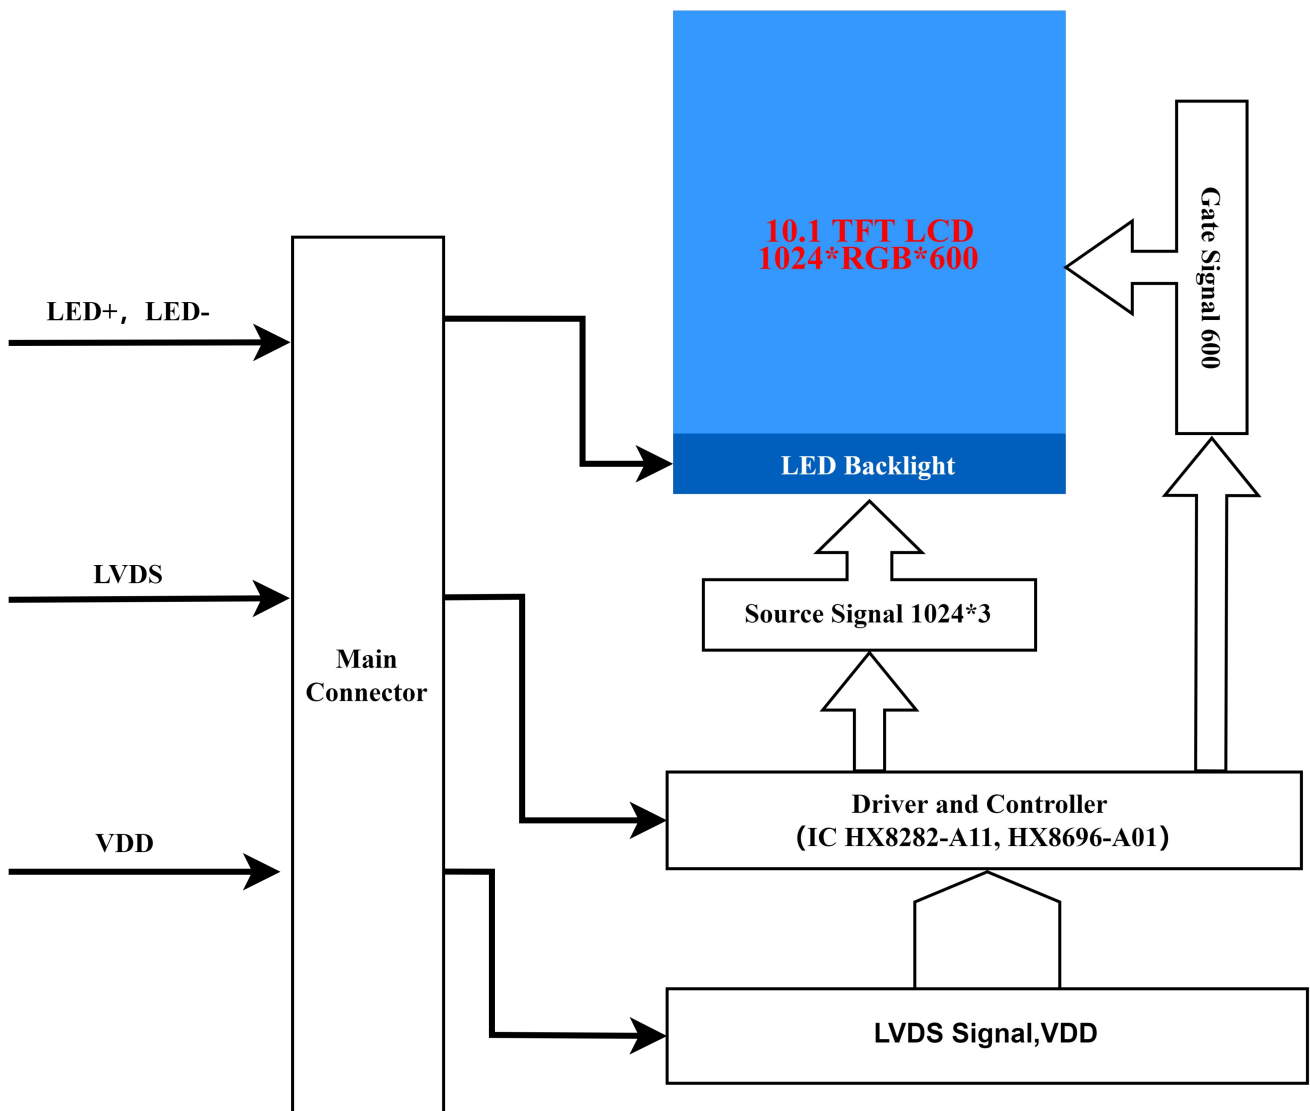 10.1 TFT LCD
1024*RGB*600
Gate Signal 600
LED+，LED-
LED Backlight
LVDS
Source Signal 1024*3
Main
Connector
Driver and Controller
（IC HX8282-A11, HX8696-A01）
VDD
LVDS Signal,VDD